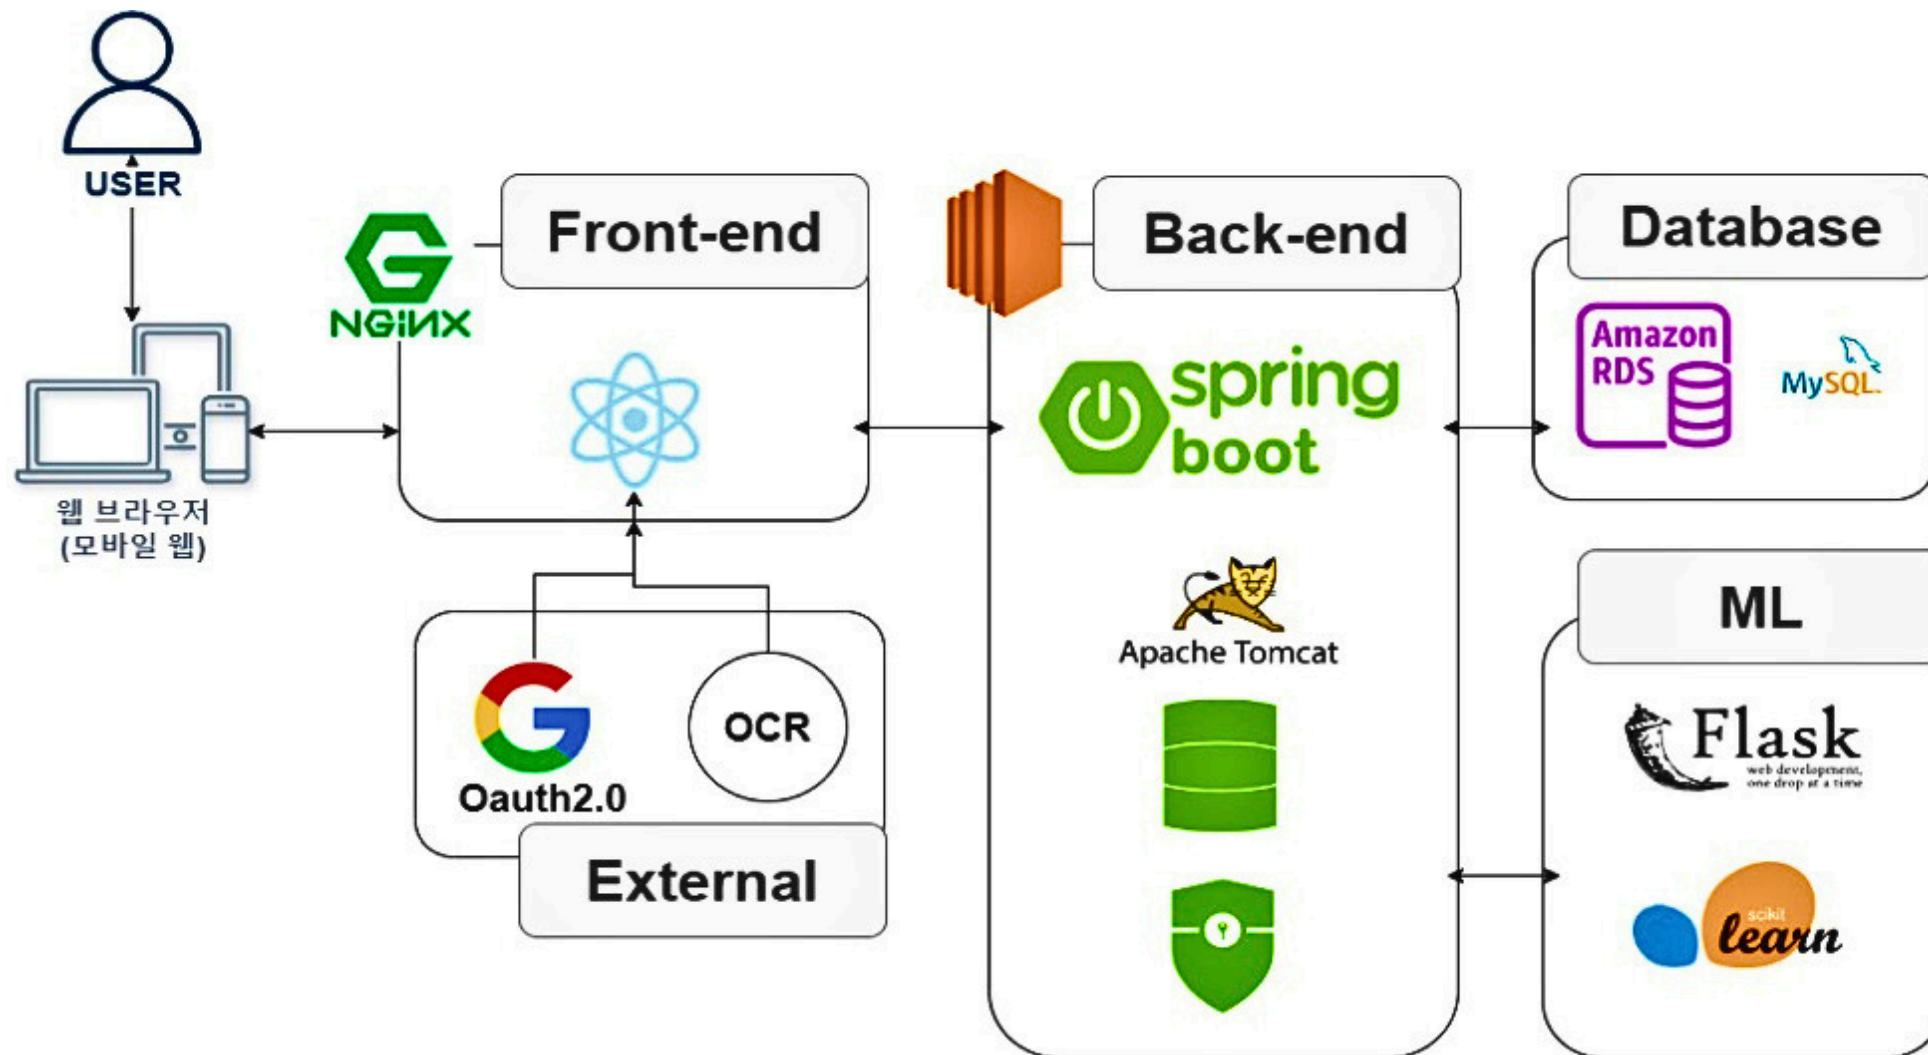 USER
웹 브라우저
(모바일 웹)
NGiNX
Front-end
Oauth2.0
OCR
External
Back-end
spring
boot
Apache Tomcat
Database
Amazon
RDS
MySQL
ML
Flask
web development,
one drop at a time
scikit
learn